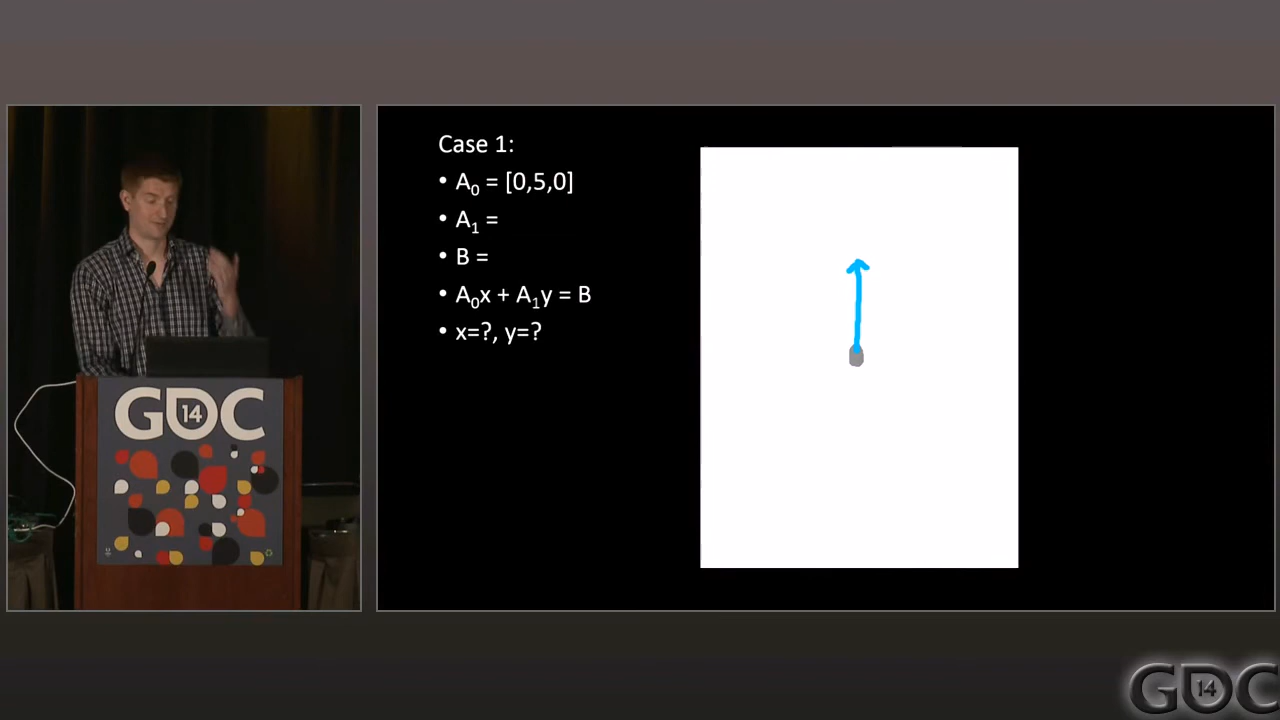 Case 1:
• A₀ = [0,5,0]
• A₁ =
• B =
• A₀x + A₁y = B
• x=?, y=?
GDC 14
GDC 14